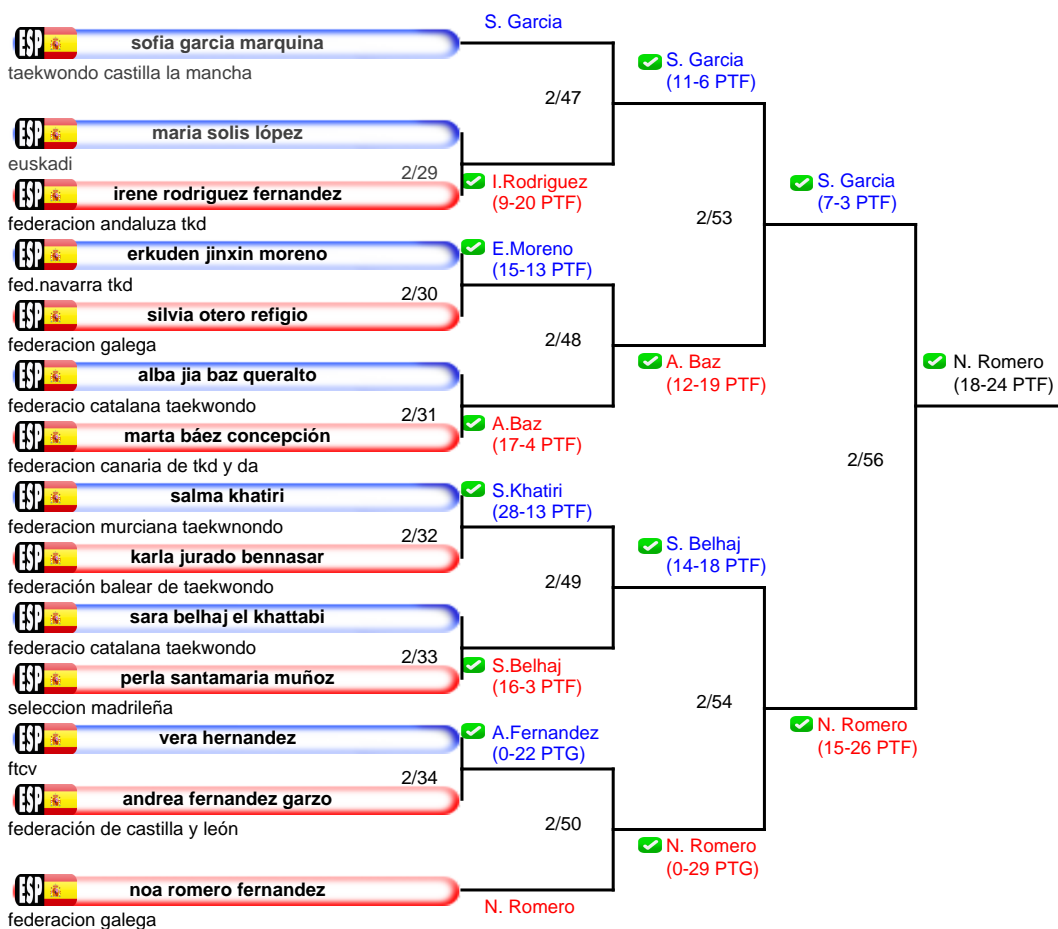 S. Garcia
ESP sofia garcia marquina
taekwondo castilla la mancha
S. Garcia
(11-6 PTF)
2/47
ESP maria solis lópez
euskadi
2/29
ESP irene rodriguez fernandez
I.Rodriguez
(9-20 PTF)
federacion andaluza tkd
S. Garcia
(7-3 PTF)
2/53
ESP erkuden jinxin moreno
E.Moreno
(15-13 PTF)
fed.navarra tkd
2/30
ESP silvia otero refigio
federacion galega
2/48
ESP alba jia baz queralto
A. Baz
(12-19 PTF)
N. Romero
(18-24 PTF)
federacio catalana taekwondo
2/31
ESP marta báez concepción
A.Baz
(17-4 PTF)
federacion canaria de tkd y da
2/56
ESP salma khatiri
S.Khatiri
(28-13 PTF)
federacion murciana taekwnondo
2/32
ESP karla jurado bennasar
S. Belhaj
(14-18 PTF)
federación balear de taekwondo
2/49
ESP sara belhaj el khattabi
federacio catalana taekwondo
2/33
ESP perla santamaria muñoz
S.Belhaj
(16-3 PTF)
seleccion madrileña
2/54
ESP vera hernandez
A.Fernandez
(0-22 PTG)
N. Romero
(15-26 PTF)
ftcv
2/34
ESP andrea fernandez garzo
federación de castilla y león
2/50
N. Romero
(0-29 PTG)
ESP noa romero fernandez
N. Romero
federacion galega